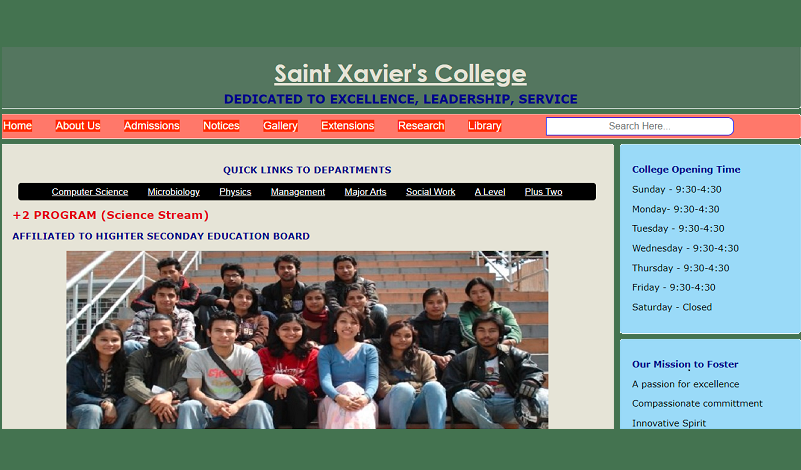 Saint Xavier's College
DEDICATED TO EXCELLENCE, LEADERSHIP, SERVICE
Home About Us Admissions Notices Gallery Extensions Research Library Search Here...
QUICK LINKS TO DEPARTMENTS
Computer Science Microbiology Physics Management Major Arts Social Work A Level Plus Two
+2 PROGRAM (Science Stream)
AFFILIATED TO HIGHTER SECONDAY EDUCATION BOARD
College Opening Time
Sunday - 9:30-4:30
Monday- 9:30-4:30
Tuesday - 9:30-4:30
Wednesday - 9:30-4:30
Thursday - 9:30-4:30
Friday - 9:30-4:30
Saturday - Closed
Our Mission to Foster
A passion for excellence
Compassionate committment
Innovative Spirit